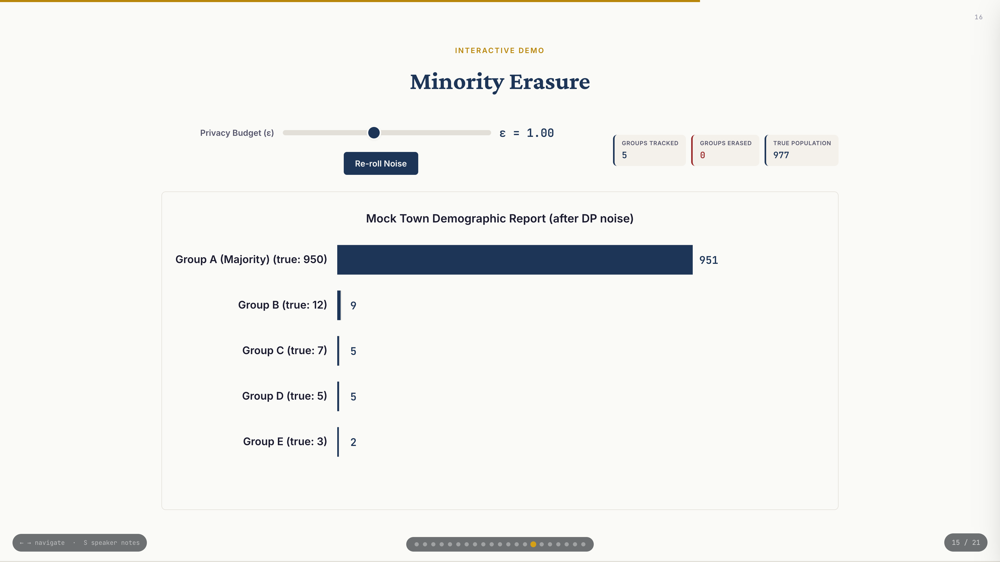 16
INTERACTIVE DEMO
Minority Erasure
Privacy Budget (ε)
ε = 1.00
Re-roll Noise
GROUPS TRACKED
5
GROUPS ERASED
0
TRUE POPULATION
977
Mock Town Demographic Report (after DP noise)
Group A (Majority) (true: 950)
951
Group B (true: 12)
9
Group C (true: 7)
5
Group D (true: 5)
5
Group E (true: 3)
2
← → navigate · S speaker notes
15 / 21